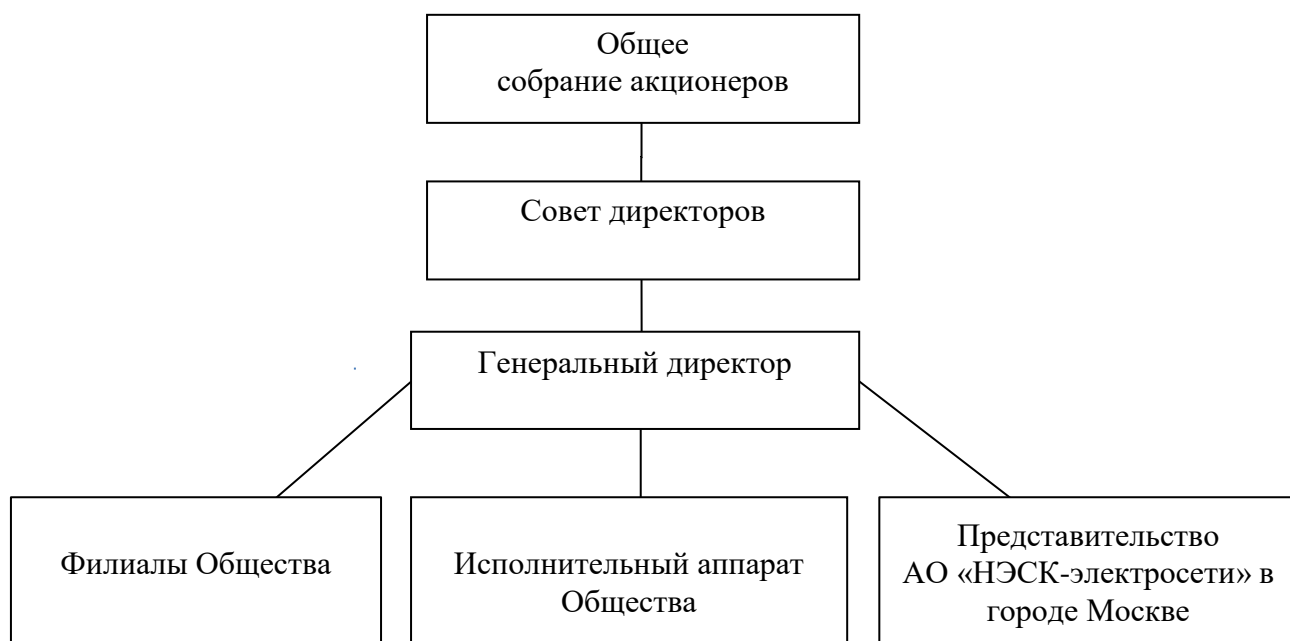 Общее
собрание акционеров
Совет директоров
Генеральный директор
Филиалы Общества
Исполнительный аппарат
Общества
Представительство
АО «НЭСК-электросети» в
городе Москве